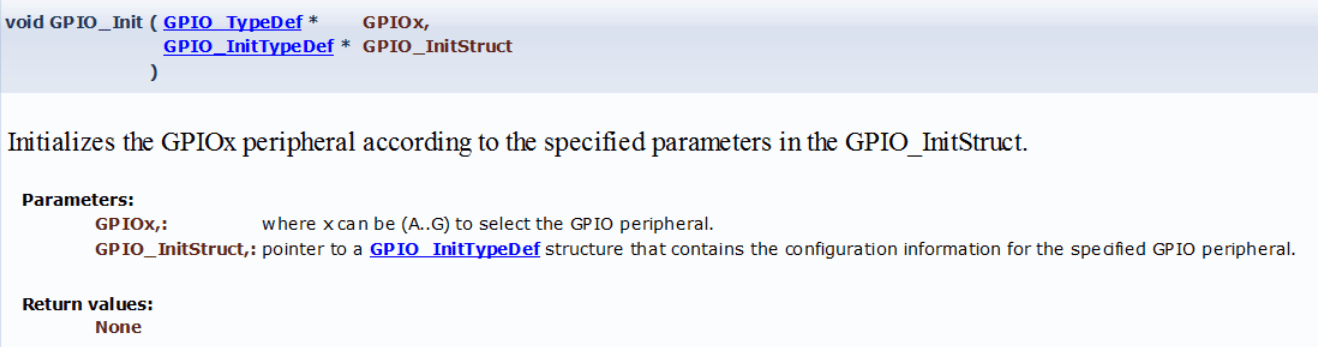 void GPIO_Init ( GPIO_TypeDef * GPIOx,
GPIO_InitTypeDef * GPIO_InitStruct
)
Initializes the GPIOx peripheral according to the specified parameters in the GPIO_InitStruct.
Parameters:
GPIOx,: where x can be (A..G) to select the GPIO peripheral.
GPIO_InitStruct,: pointer to a GPIO_InitTypeDef structure that contains the configuration information for the specified GPIO peripheral.
Return values:
None